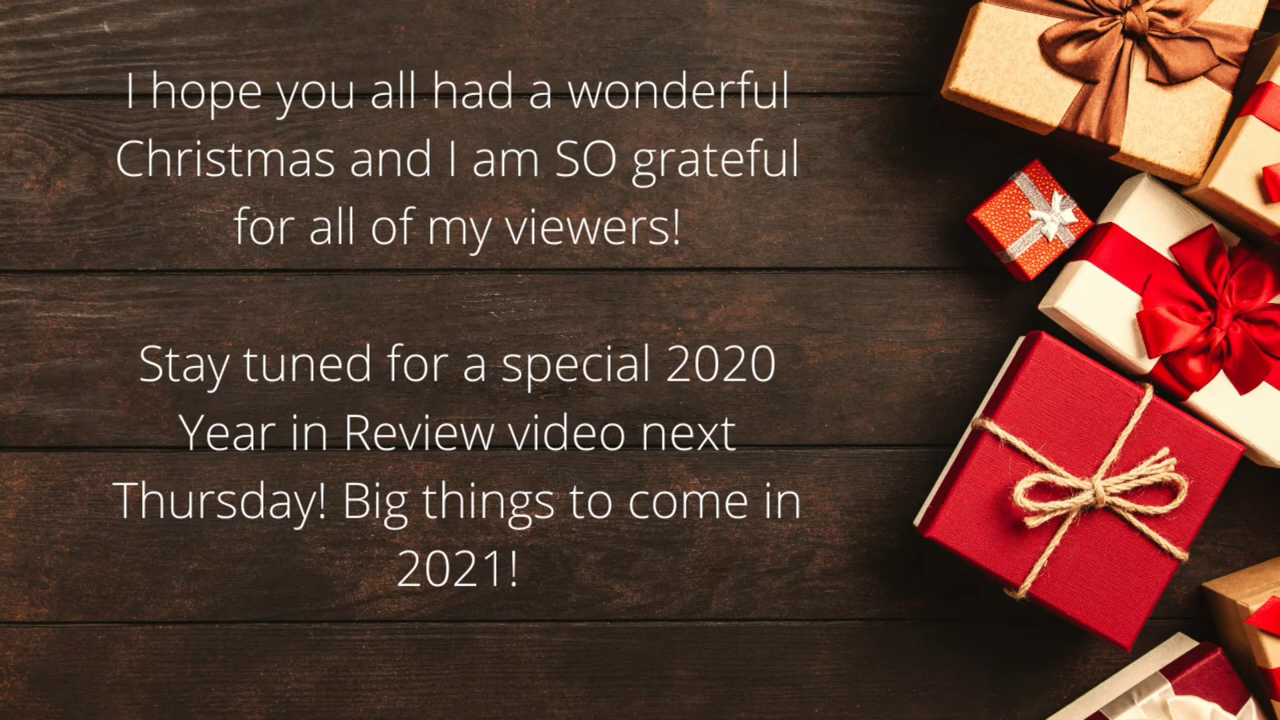 I hope you all had a wonderful
Christmas and I am SO grateful
for all of my viewers!
Stay tuned for a special 2020
Year in Review video next
Thursday! Big things to come in
2021!